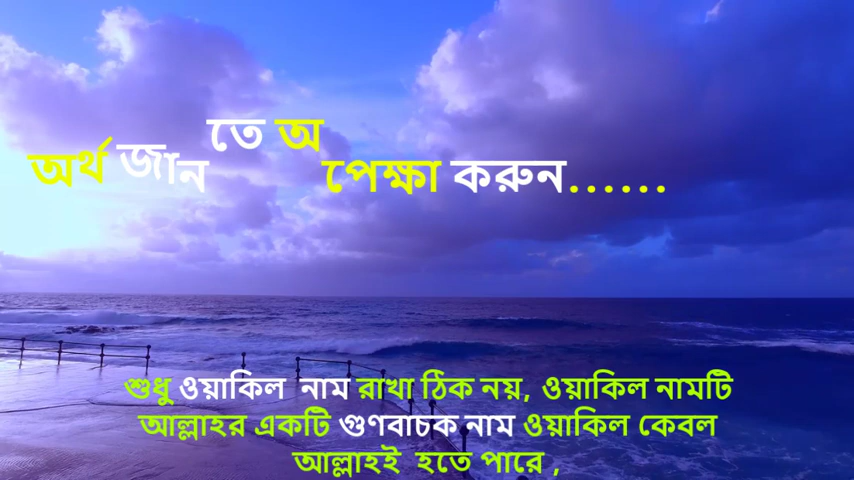 অর্থ জানতে অপেক্ষা করুন......
শুধু ওয়াকিল নাম রাখা ঠিক নয়, ওয়াকিল নামটি
আল্লাহর একটি গুণবাচক নাম ওয়াকিল কেবল
আল্লাহই হতে পারে ,